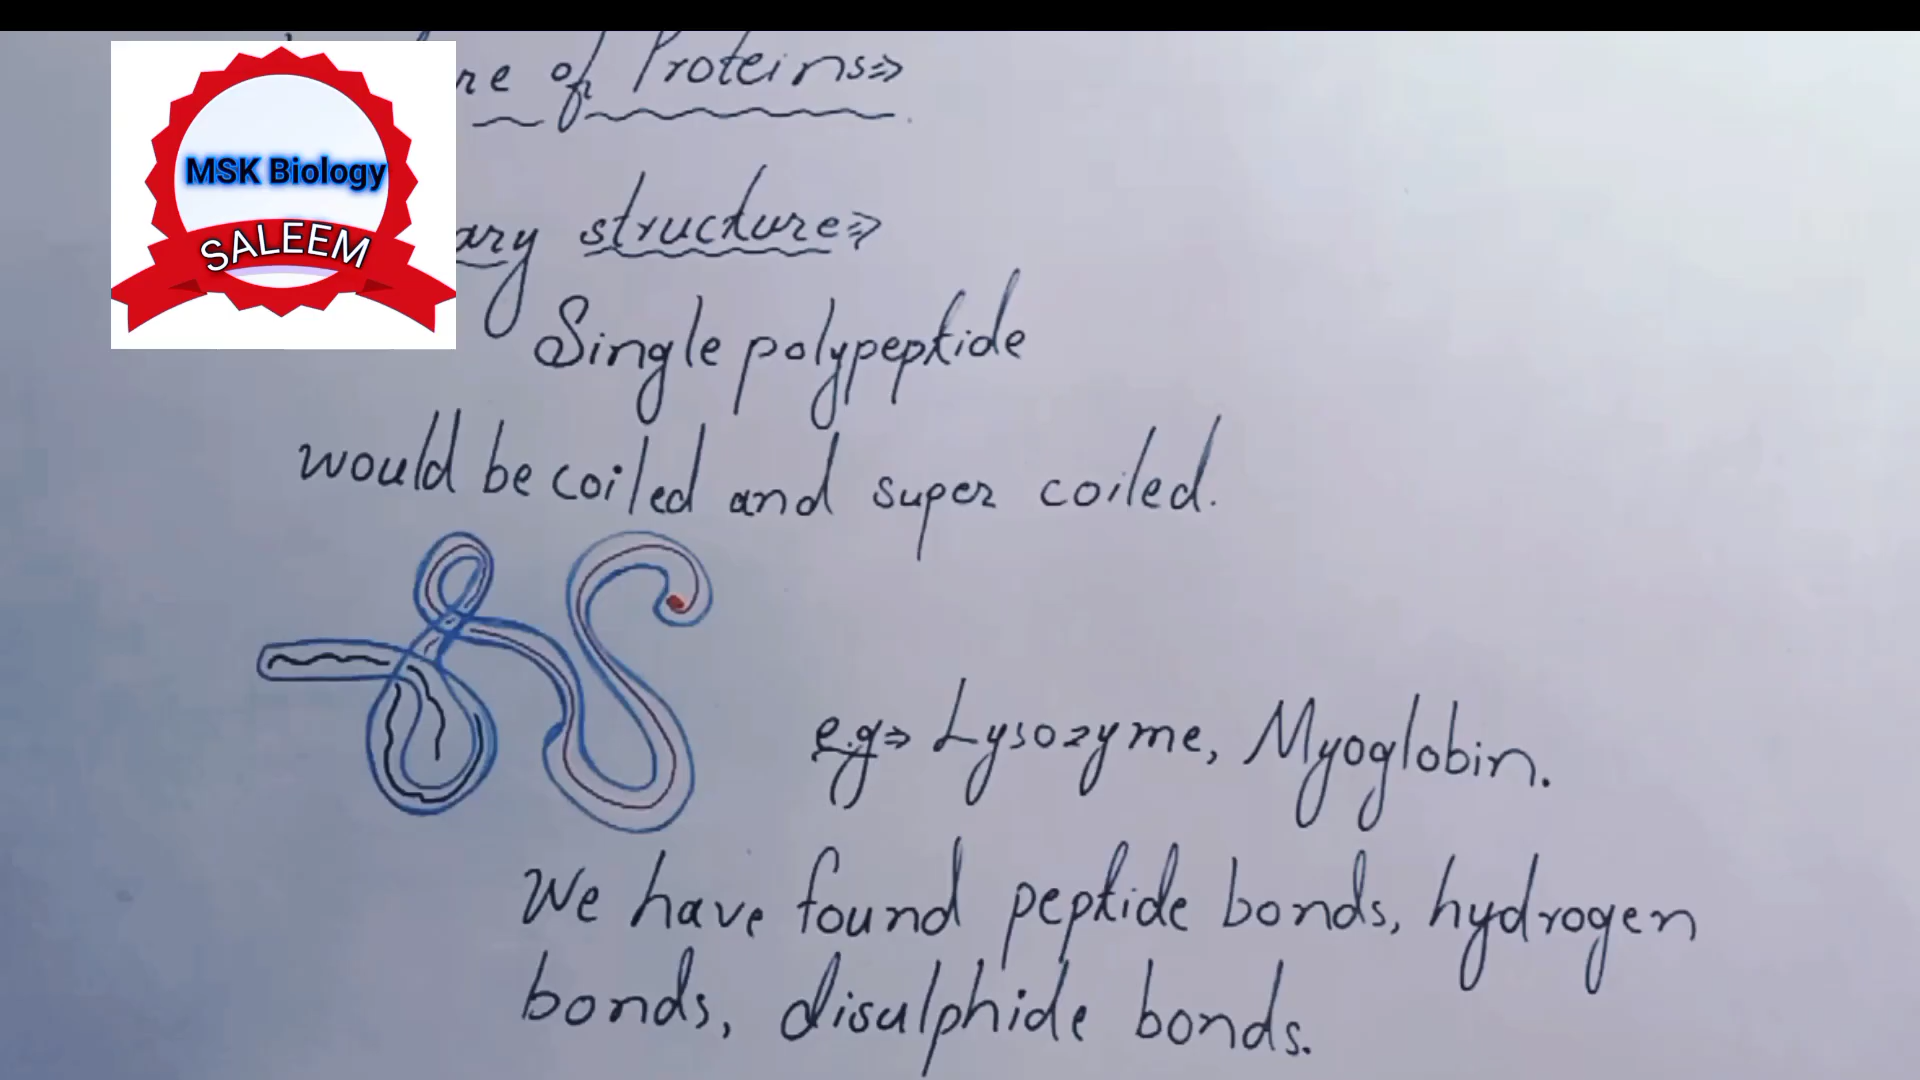 re of Proteins⇒
MSK Biology
SALEEM
ary structure⇒
Single polypeptide
would be coiled and super coiled.
e.g⇒ Lysozyme, Myoglobin.
We have found peptide bonds, hydrogen
bonds, disulphide bonds.